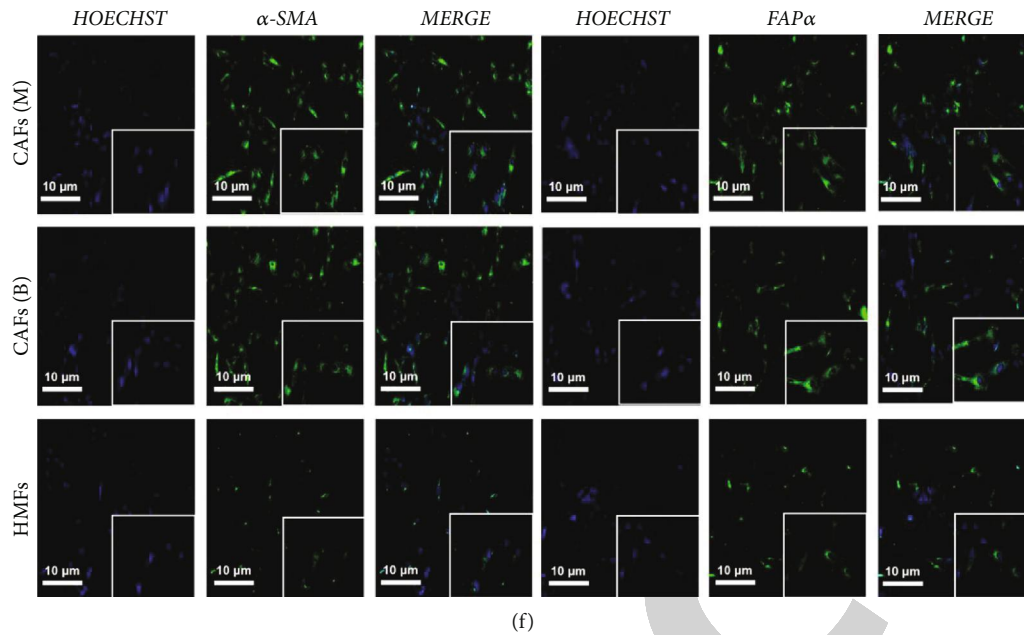 HOECHST α-SMA MERGE HOECHST FAPα MERGE
CAFs (M)
10 µm 10 µm 10 µm 10 µm 10 µm 10 µm
CAFs (B)
10 µm 10 µm 10 µm 10 µm 10 µm 10 µm
HMFs
10 µm 10 µm 10 µm 10 µm 10 µm 10 µm
(f)